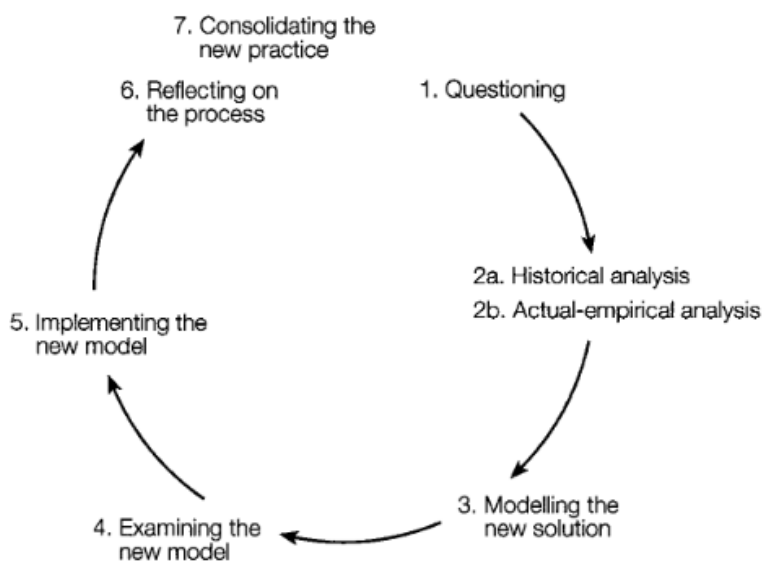 7. Consolidating the
new practice
6. Reflecting on
the process
1. Questioning
2a. Historical analysis
2b. Actual-empirical analysis
5. Implementing the
new model
3. Modelling the
new solution
4. Examining the
new model